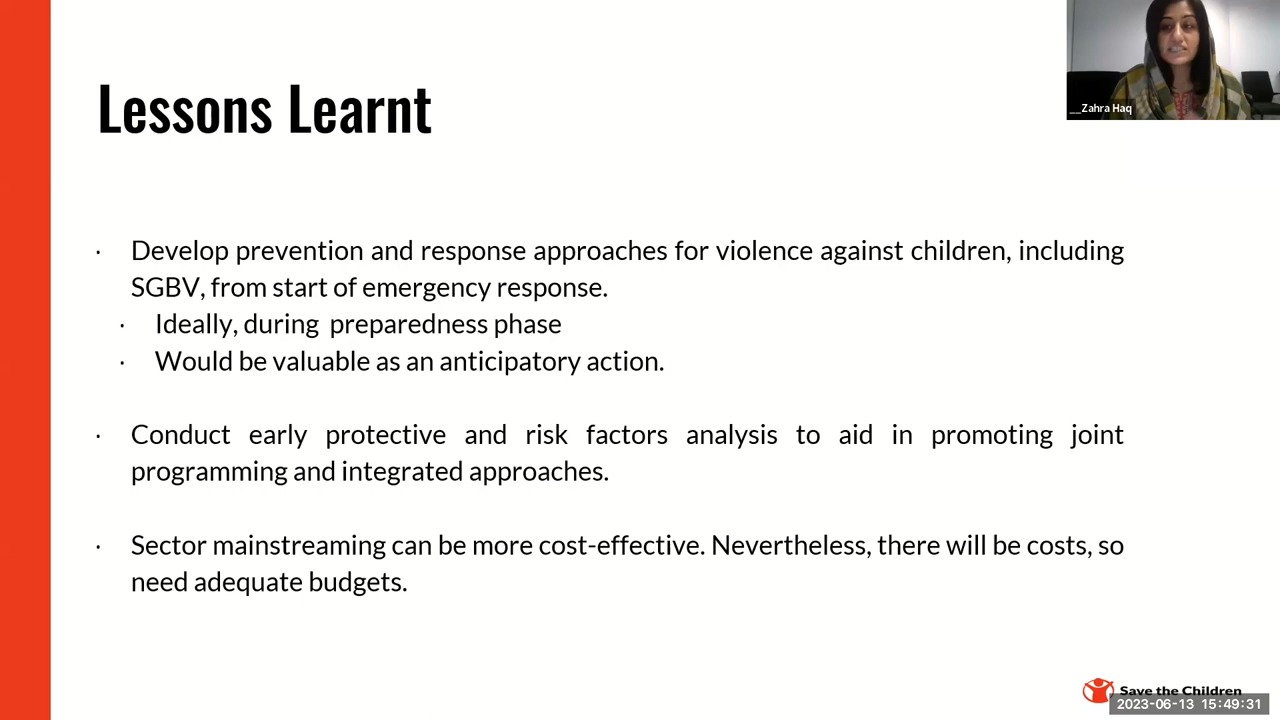 __Zahra Haq
Lessons Learnt
· Develop prevention and response approaches for violence against children, including
SGBV, from start of emergency response.
· Ideally, during preparedness phase
· Would be valuable as an anticipatory action.
· Conduct early protective and risk factors analysis to aid in promoting joint
programming and integrated approaches.
· Sector mainstreaming can be more cost-effective. Nevertheless, there will be costs, so
need adequate budgets.
Save the Children
2023-06-13 15:49:31